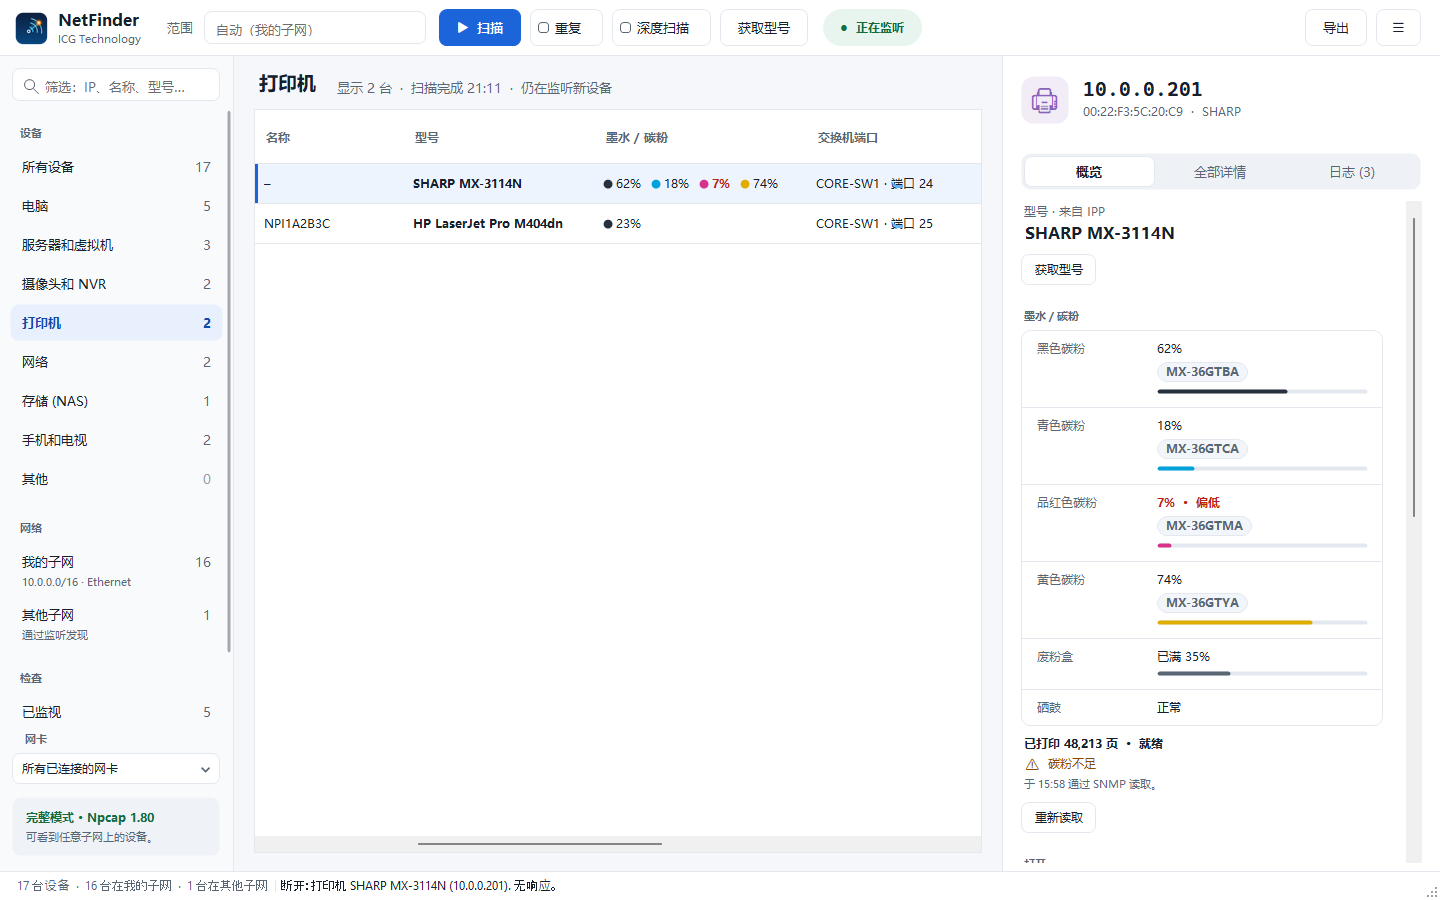 NetFinder
ICG Technology
范围
自动（我的子网）
扫描
重复
深度扫描
获取型号
正在监听
导出
筛选：IP、名称、型号...
设备
所有设备 17
电脑 5
服务器和虚拟机 3
摄像头和 NVR 2
打印机 2
网络 2
存储 (NAS) 1
手机和电视 2
其他 0
网络
我的子网 16
10.0.0.0/16 · Ethernet
其他子网 1
通过监听发现
检查
已监视 5
网卡
所有已连接的网卡
完整模式 • Npcap 1.80
可看到任意子网上的设备。
打印机 显示 2 台 · 扫描完成 21:11 · 仍在监听新设备
名称 型号 墨水 / 碳粉 交换机端口
– SHARP MX-3114N 62% 18% 7% 74% CORE-SW1 · 端口 24
NPI1A2B3C HP LaserJet Pro M404dn 23% CORE-SW1 · 端口 25
10.0.0.201
00:22:F3:5C:20:C9 · SHARP
概览 全部详情 日志 (3)
型号 · 来自 IPP
SHARP MX-3114N
获取型号
墨水 / 碳粉
黑色碳粉 62%
MX-36GTBA
青色碳粉 18%
MX-36GTCA
品红色碳粉 7% • 偏低
MX-36GTMA
黄色碳粉 74%
MX-36GTYA
废粉盒 已满 35%
硒鼓 正常
已打印 48,213 页 • 就绪
碳粉不足
于 15:58 通过 SNMP 读取。
重新读取
17 台设备 · 16 台在我的子网 · 1 台在其他子网 断开: 打印机 SHARP MX-3114N (10.0.0.201). 无响应。